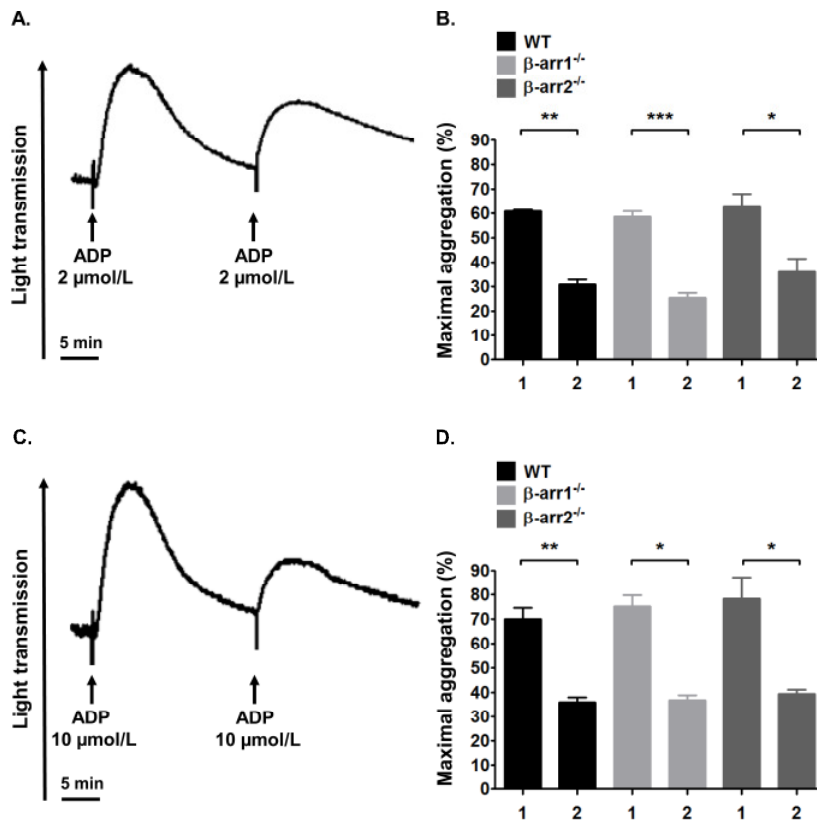 A.
Light transmission
ADP
2 µmol/L
ADP
2 µmol/L
5 min
B.
WT
β-arr1-/-
β-arr2-/-
Maximal aggregation (%)
** *** *
90
80
70
60
50
40
30
20
10
0
1 2 1 2 1 2
C.
Light transmission
ADP
10 µmol/L
ADP
10 µmol/L
5 min
D.
WT
β-arr1-/-
β-arr2-/-
Maximal aggregation (%)
** * *
90
80
70
60
50
40
30
20
10
0
1 2 1 2 1 2